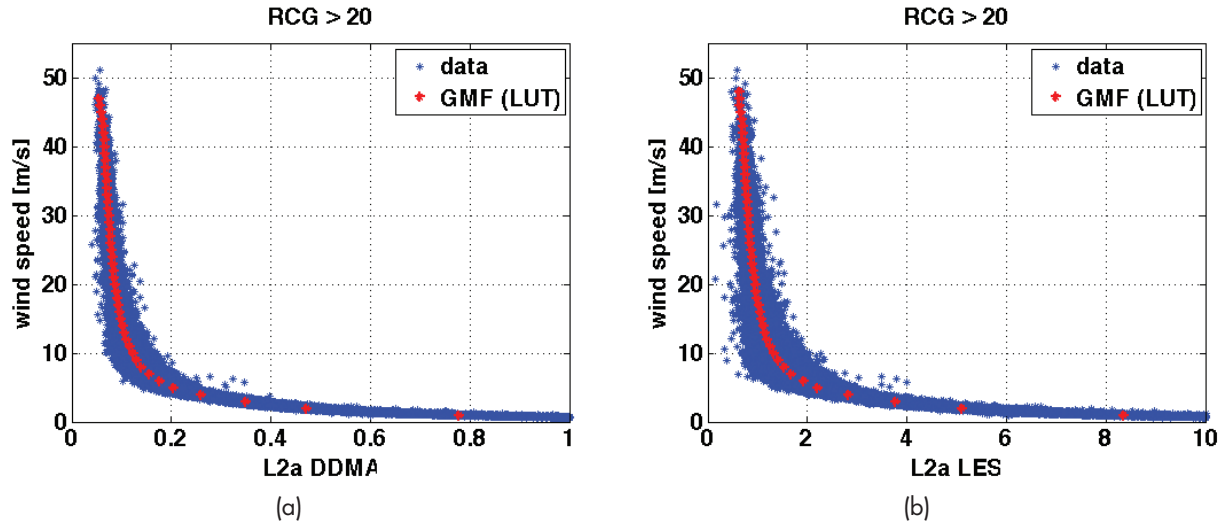 RCG > 20
data
GMF (LUT)
wind speed [m/s]
50
40
30
20
10
0
0 0.2 0.4 0.6 0.8 1
L2a DDMA
(a)
RCG > 20
data
GMF (LUT)
wind speed [m/s]
50
40
30
20
10
0
0 2 4 6 8 10
L2a LES
(b)